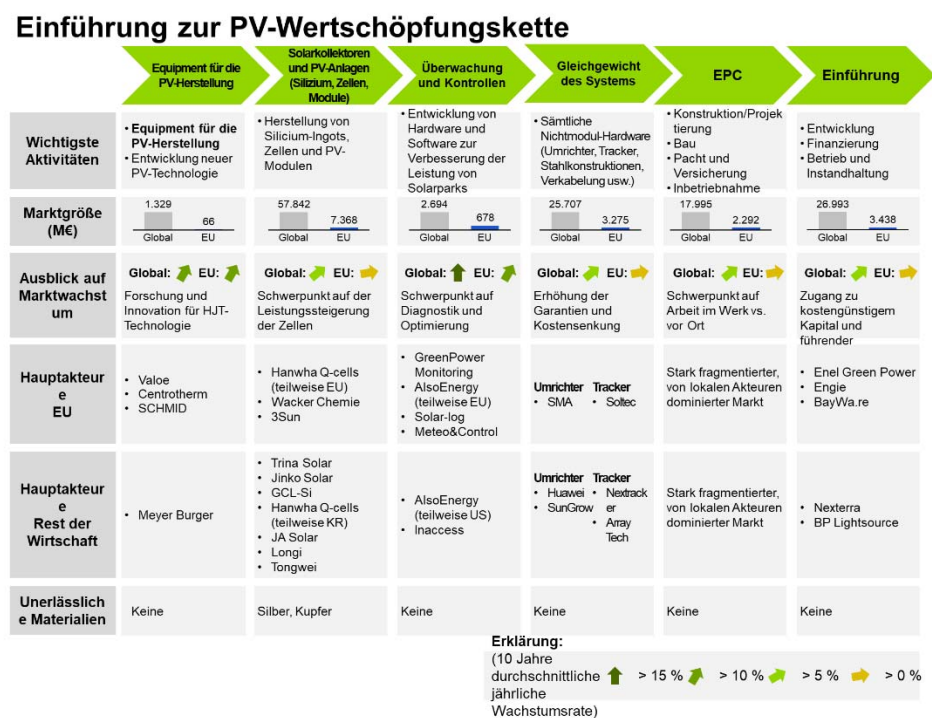 Einführung zur PV-Wertschöpfungskette
Equipment für die
PV-Herstellung
Solarkollektoren
und PV-Anlagen
(Silizium, Zellen,
Module)
Überwachung
und Kontrollen
Gleichgewicht
des Systems
EPC
Einführung
Wichtigste
Aktivitäten
• Equipment für die
PV-Herstellung
• Entwicklung neuer
PV-Technologie
• Herstellung von
Silicium-Ingots,
Zellen und PV-
Modulen
• Entwicklung von
Hardware und
Software zur
Verbesserung der
Leistung von
Solarparks
• Sämtliche
Nichtmodul-Hardware
(Umrichter, Tracker,
Stahlkonstruktionen,
Verkabelung usw.)
• Konstruktion/Projek
tierung
• Bau
• Pacht und
Versicherung
• Inbetriebnahme
• Entwicklung
• Finanzierung
• Betrieb und
Instandhaltung
Marktgröße
(M€)
1.329
66
Global EU
57.842
7.368
Global EU
2.694
678
Global EU
25.707
3.275
Global EU
17.995
2.292
Global EU
26.993
3.438
Global EU
Ausblick auf
Marktwachst
um
Global: EU:
Forschung und
Innovation für HJT-
Technologie
Global: EU:
Schwerpunkt auf der
Leistungssteigerung
der Zellen
Global: EU:
Schwerpunkt auf
Diagnostik und
Optimierung
Global: EU:
Erhöhung der
Garantien und
Kostensenkung
Global: EU:
Schwerpunkt auf
Arbeit im Werk vs.
vor Ort
Global: EU:
Zugang zu
kostengünstigem
Kapital und
führender
Hauptakteur
e
EU
• Valoe
• Centrotherm
• SCHMID
• Hanwha Q-cells
(teilweise EU)
• Wacker Chemie
• 3Sun
• GreenPower
Monitoring
• AlsoEnergy
(teilweise EU)
• Solar-log
• Meteo&Control
Umrichter Tracker
• SMA • Soltec
Stark fragmentierter,
von lokalen Akteuren
dominierter Markt
• Enel Green Power
• Engie
• BayWa.re
Hauptakteur
e
Rest der
Wirtschaft
• Meyer Burger
• Trina Solar
• Jinko Solar
• GCL-Si
• Hanwha Q-cells
(teilweise KR)
• JA Solar
• Longi
• Tongwei
• AlsoEnergy
(teilweise US)
• Inaccess
Umrichter Tracker
• Huawei • Nextrack
• SunGrow er
• Array
Tech
Stark fragmentierter,
von lokalen Akteuren
dominierter Markt
• Nexterra
• BP Lightsource
Unerlässlich
e Materialien
Keine
Silber, Kupfer
Keine
Keine
Keine
Keine
Erklärung:
(10 Jahre
durchschnittliche
jährliche
Wachstumsrate)
> 15 % > 10 % > 5 % > 0 %